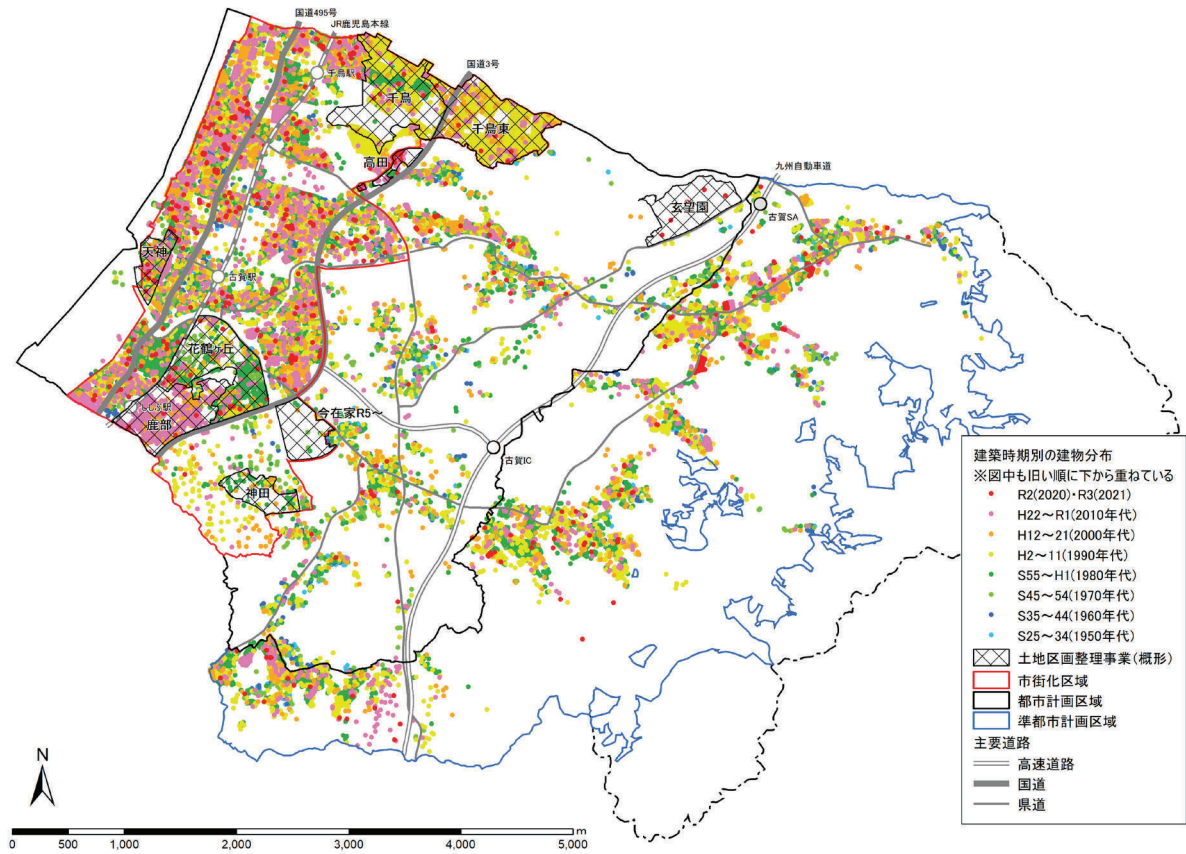 国道495号
JR鹿児島本線
千鳥駅
国道3号
千鳥
千鳥東
高田
九州自動車道
玄望園
古賀SA
天神
古賀駅
花鶴ヶ丘
ししぶ駅
鹿部
今在家R5~
古賀IC
神田
建築時期別の建物分布
※図中も旧い順に下から重ねている
R2(2020)・R3(2021)
H22~R1(2010年代)
H12~21(2000年代)
H2~11(1990年代)
S55~H1(1980年代)
S45~54(1970年代)
S35~44(1960年代)
S25~34(1950年代)
土地区画整理事業(概形)
市街化区域
都市計画区域
準都市計画区域
主要道路
高速道路
国道
県道
N
0 500 1,000 2,000 3,000 4,000 5,000 m